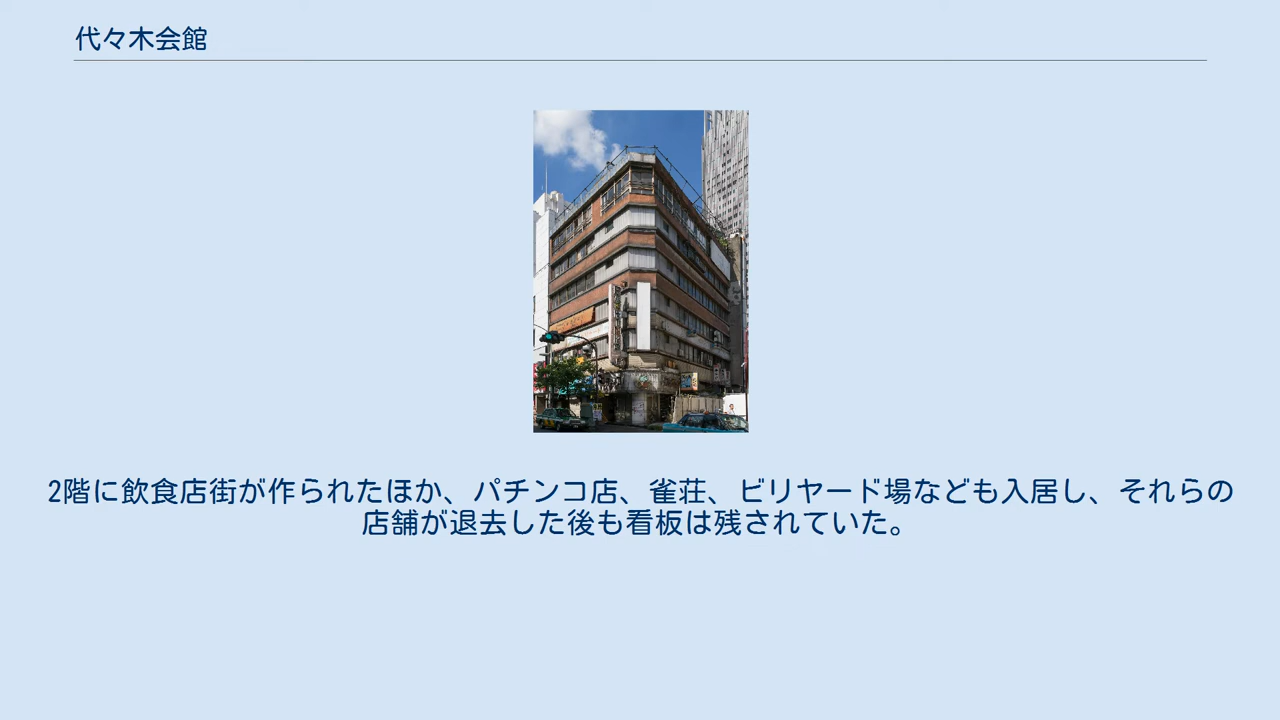 代々木会館
2階に飲食店街が作られたほか、パチンコ店、雀荘、ビリヤード場なども入居し、それらの
店舗が退去した後も看板は残されていた。